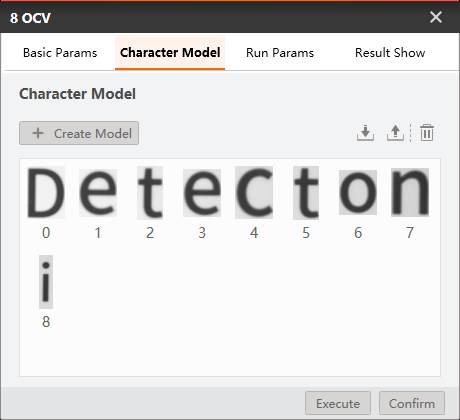 8 OCV
Basic Params Character Model Run Params Result Show
Character Model
Create Model
D e t e c t o n
0 1 2 3 4 5 6 7
i
8
Execute Confirm